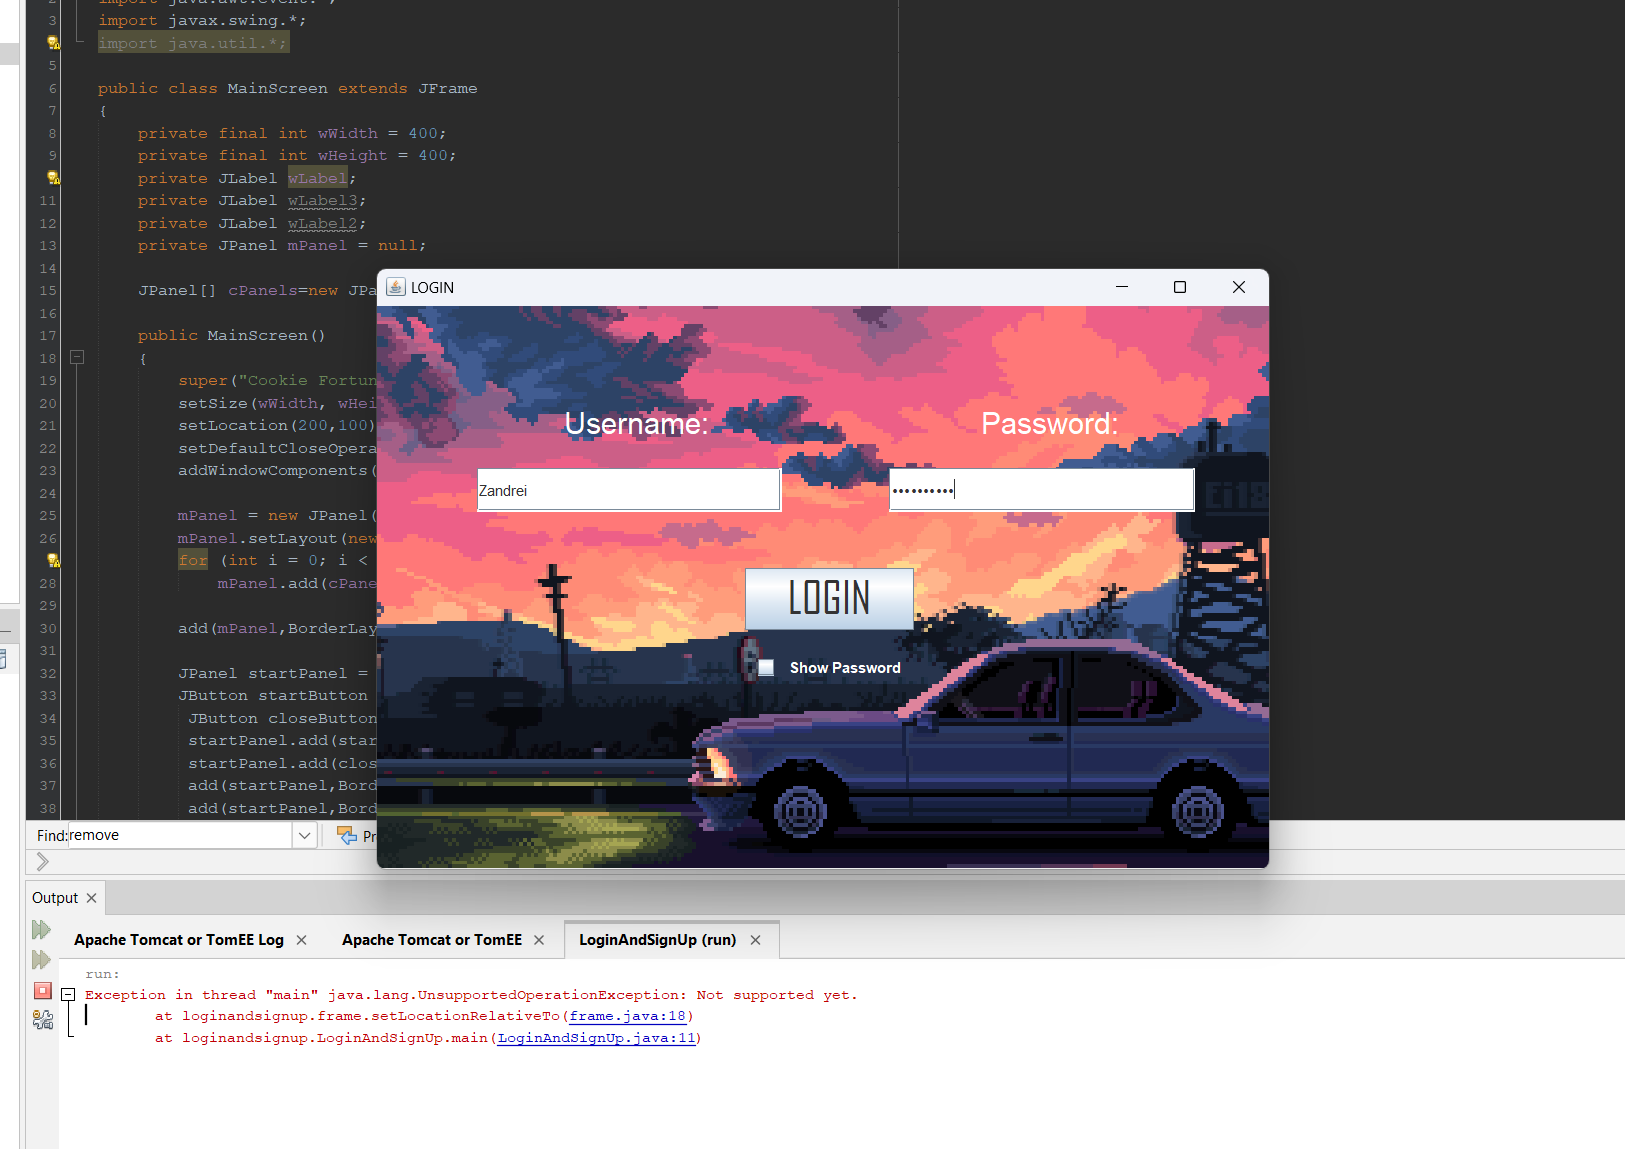 2
import java.awt.event.*;
3
import javax.swing.*;
import java.util.*;
5
6
public class MainScreen extends JFrame
7
{
8
private final int wWidth = 400;
9
private final int wHeight = 400;
private JLabel wLabel;
11
private JLabel wLabel3;
12
private JLabel wLabel2;
13
private JPanel mPanel = null;
14
15
JPanel[] cPanels=new JPa
16
17
public MainScreen()
18
{
19
super("Cookie Fortun
20
setSize(wWidth, wHei
21
setLocation(200,100)
22
setDefaultCloseOpera
23
addWindowComponents(
24
25
mPanel = new JPanel(
26
mPanel.setLayout(new
for (int i = 0; i <
28
mPanel.add(cPane
29
30
add(mPanel,BorderLay
31
32
JPanel startPanel =
33
JButton startButton
34
JButton closeButton
35
startPanel.add(star
36
startPanel.add(clos
37
add(startPanel,Bord
38
add(startPanel,Bord
LOGIN
Username:
Password:
Zandrei
••••••••••
LOGIN
Show Password
Find: remove
Pr
Output
Apache Tomcat or TomEE Log
Apache Tomcat or TomEE
LoginAndSignUp (run)
run:
Exception in thread "main" java.lang.UnsupportedOperationException: Not supported yet.
at loginandsignup.frame.setLocationRelativeTo(frame.java:18)
at loginandsignup.LoginAndSignUp.main(LoginAndSignUp.java:11)